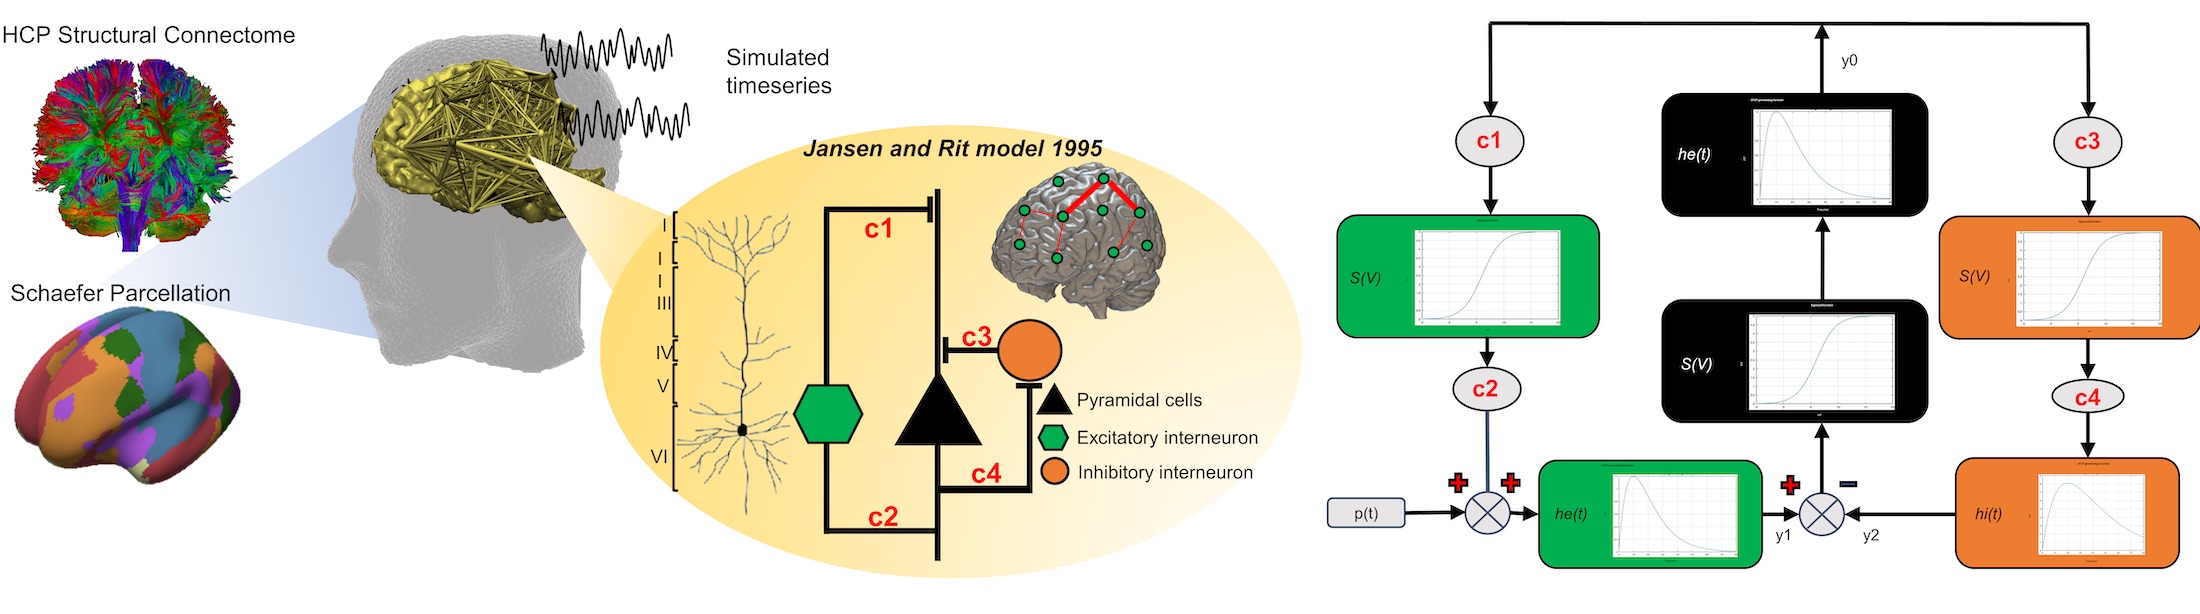 HCP Structural Connectome
Schaefer Parcellation
Simulated
timeseries
Jansen and Rit model 1995
I
I
I
III
IV
V
VI
c1
c3
c4
c2
Pyramidal cells
Excitatory interneuron
Inhibitory interneuron
y0
c1
he(t)
c3
S(V)
S(V)
S(V)
c2
c4
p(t)
he(t)
y1
y2
hi(t)